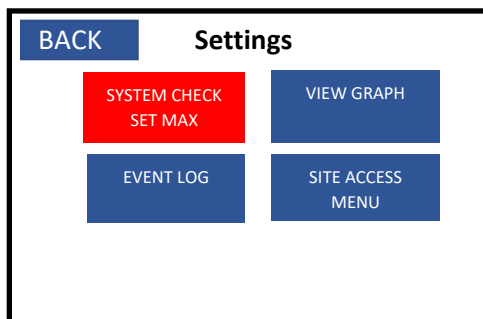 BACK
Settings
SYSTEM CHECK
SET MAX
VIEW GRAPH
EVENT LOG
SITE ACCESS
MENU